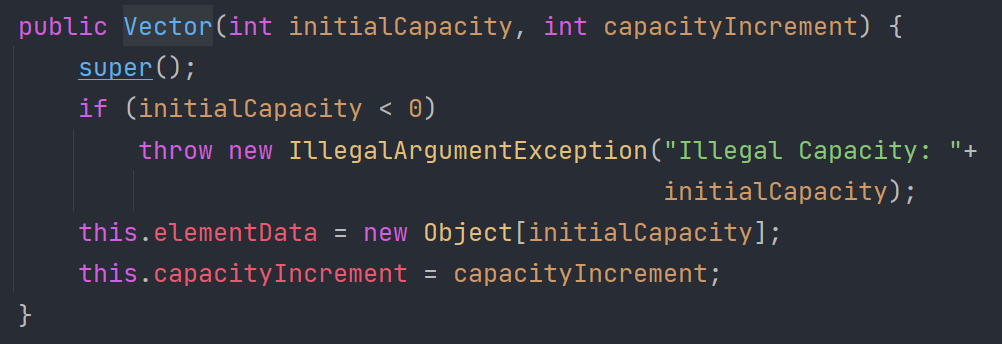 public Vector(int initialCapacity, int capacityIncrement) {
super();
if (initialCapacity < 0)
throw new IllegalArgumentException("Illegal Capacity: "+
initialCapacity);
this.elementData = new Object[initialCapacity];
this.capacityIncrement = capacityIncrement;
}